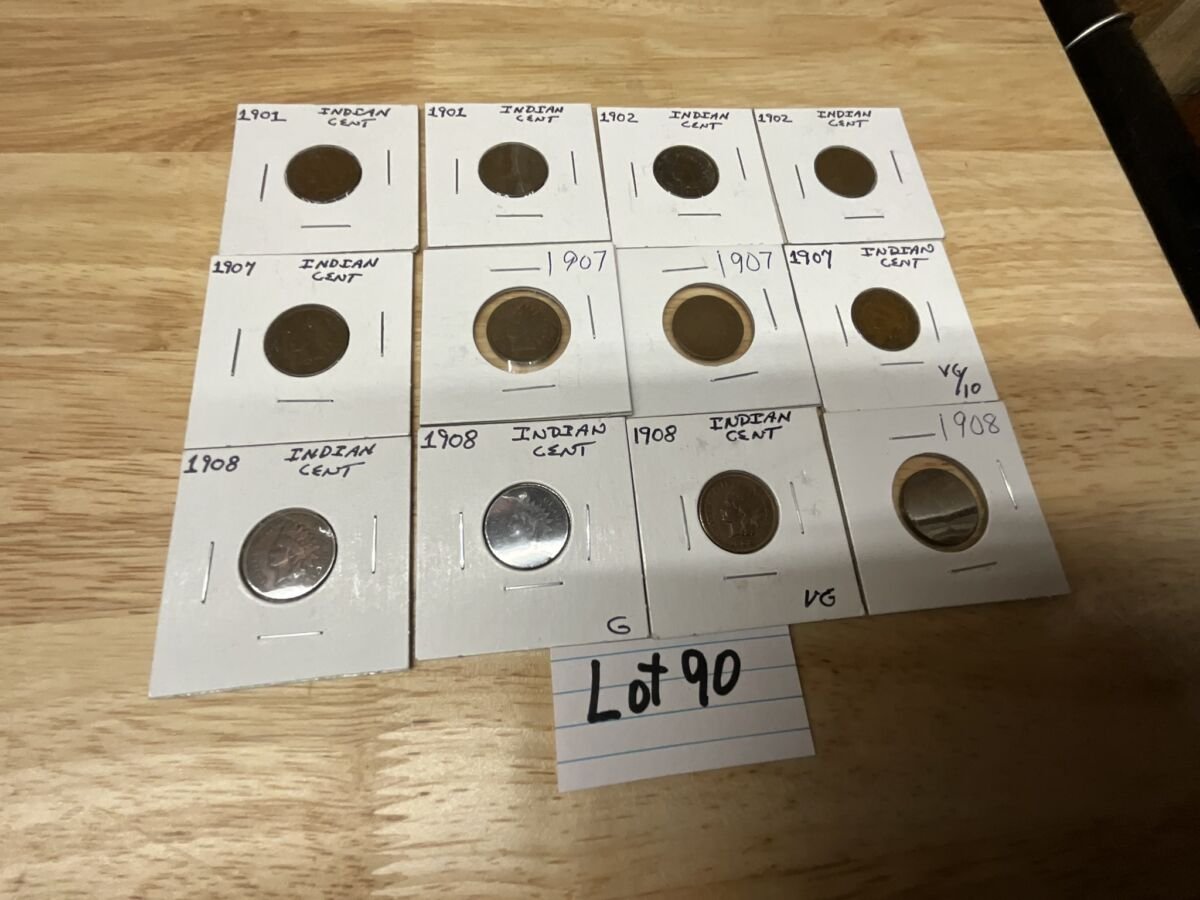 1901 INDIAN
CENT
1901 INDIAN
CENT
1902 INDIAN
CENT
1902 INDIAN
CENT
1907 INDIAN
CENT
1907
1907
1907 INDIAN
CENT
VG/10
1908 INDIAN
CENT
1908 INDIAN
CENT
G
1908 INDIAN
CENT
VG
1908
Lot 90